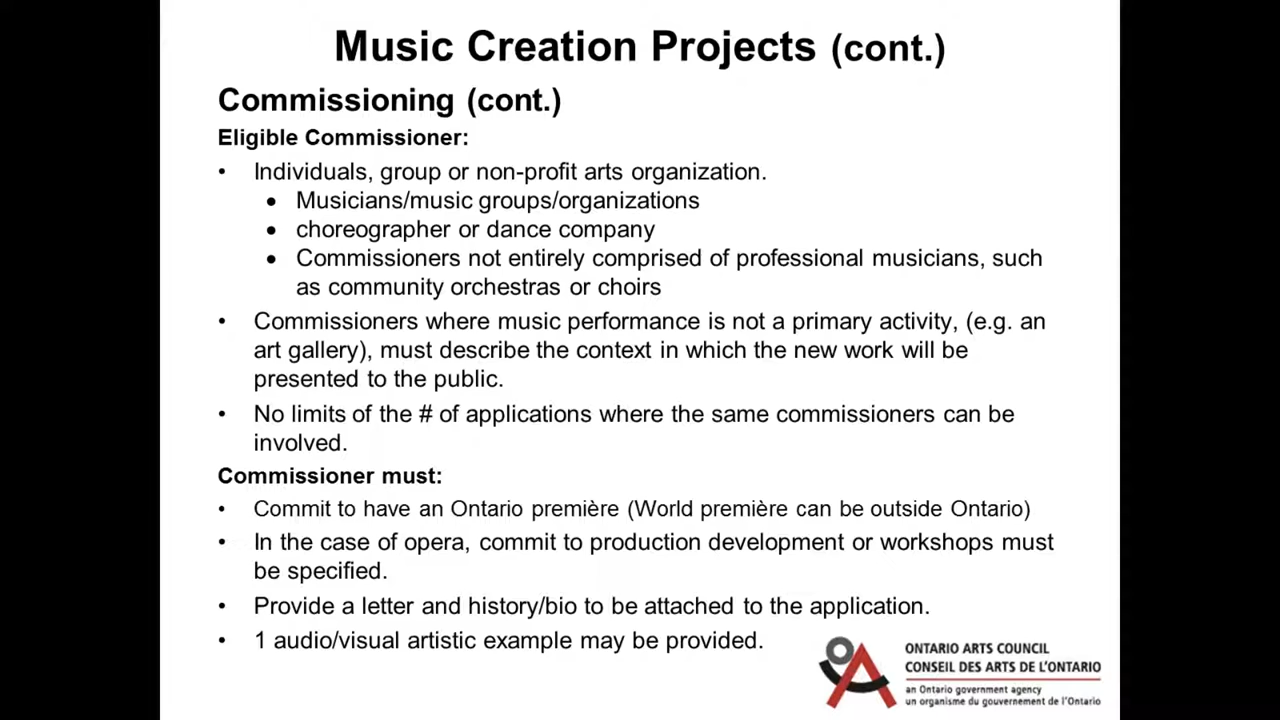 Music Creation Projects (cont.)
Commissioning (cont.)
Eligible Commissioner:
• Individuals, group or non-profit arts organization.
• Musicians/music groups/organizations
• choreographer or dance company
• Commissioners not entirely comprised of professional musicians, such
as community orchestras or choirs
• Commissioners where music performance is not a primary activity, (e.g. an
art gallery), must describe the context in which the new work will be
presented to the public.
• No limits of the # of applications where the same commissioners can be
involved.
Commissioner must:
• Commit to have an Ontario première (World première can be outside Ontario)
• In the case of opera, commit to production development or workshops must
be specified.
• Provide a letter and history/bio to be attached to the application.
• 1 audio/visual artistic example may be provided.
ONTARIO ARTS COUNCIL
CONSEIL DES ARTS DE L'ONTARIO
an Ontario government agency
un organisme du gouvernement de l'Ontario